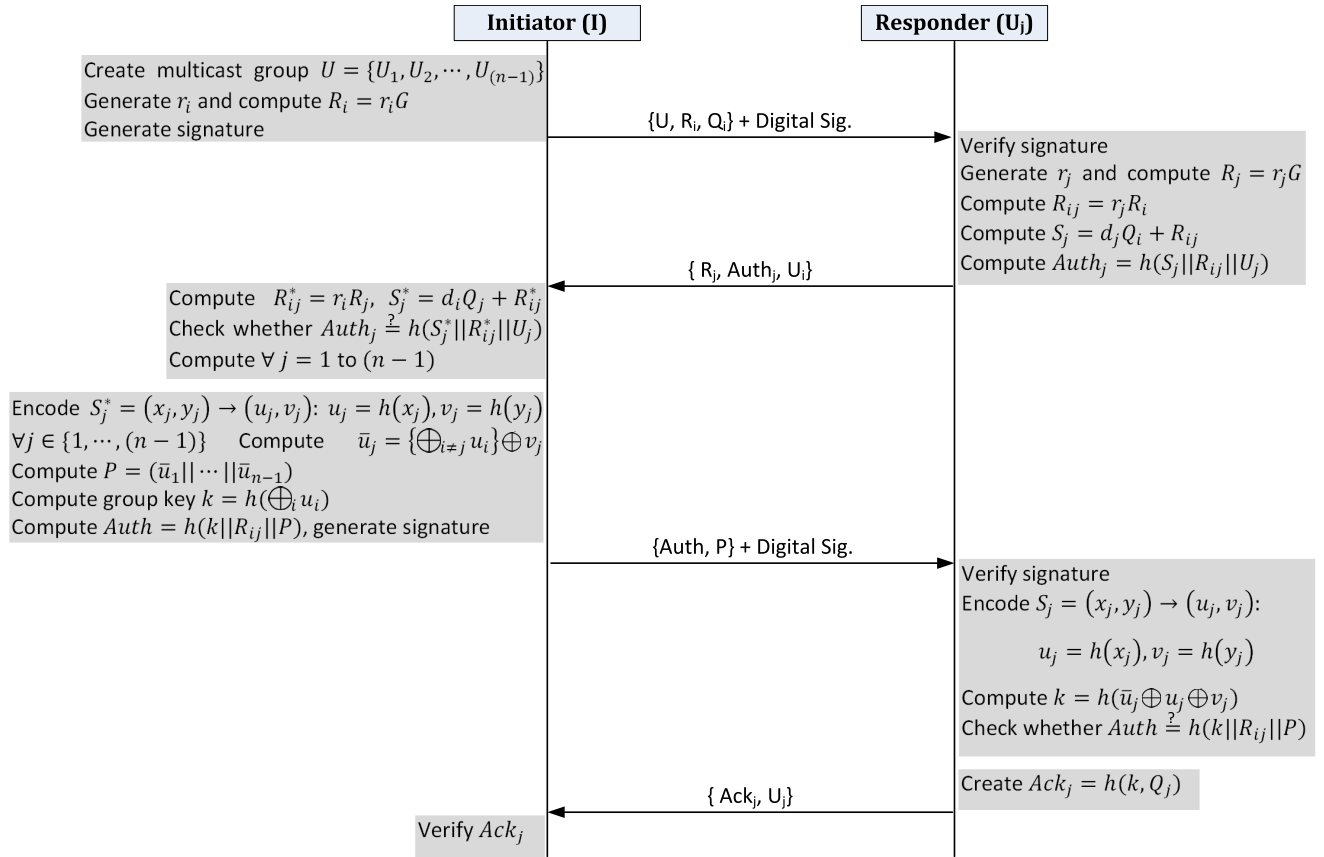 Initiator (I)
Responder (Uⱼ)
Create multicast group U = {U₁, U₂, ⋯, U₍ₙ₋₁₎}
Generate rᵢ and compute Rᵢ = rᵢG
Generate signature
{U, Rᵢ, Qᵢ} + Digital Sig.
Verify signature
Generate rⱼ and compute Rⱼ = rⱼG
Compute Rᵢⱼ = rⱼRᵢ
Compute Sⱼ = dⱼQᵢ + Rᵢⱼ
Compute Authⱼ = h(Sⱼ||Rᵢⱼ||Uⱼ)
{ Rⱼ, Authⱼ, Uᵢ}
Compute R*ᵢⱼ = rᵢRⱼ, S*ⱼ = dᵢQⱼ + R*ᵢⱼ
Check whether Authⱼ ≟ h(S*ⱼ||R*ᵢⱼ||Uⱼ)
Compute ∀ j = 1 to (n − 1)
Encode S*ⱼ = (xⱼ, yⱼ) → (uⱼ, vⱼ): uⱼ = h(xⱼ), vⱼ = h(yⱼ)
∀j ∈ {1, ⋯, (n − 1)} Compute ūⱼ = {⨁ᵢ≠ⱼ uᵢ}⊕vⱼ
Compute P = (ū₁|| ⋯ ||ūₙ₋₁)
Compute group key k = h(⨁ᵢ uᵢ)
Compute Auth = h(k||Rᵢⱼ||P), generate signature
{Auth, P} + Digital Sig.
Verify signature
Encode Sⱼ = (xⱼ, yⱼ) → (uⱼ, vⱼ):
uⱼ = h(xⱼ), vⱼ = h(yⱼ)
Compute k = h(ūⱼ⊕uⱼ⊕vⱼ)
Check whether Auth ≟ h(k||Rᵢⱼ||P)
Create Ackⱼ = h(k, Qⱼ)
{ Ackⱼ, Uⱼ}
Verify Ackⱼ